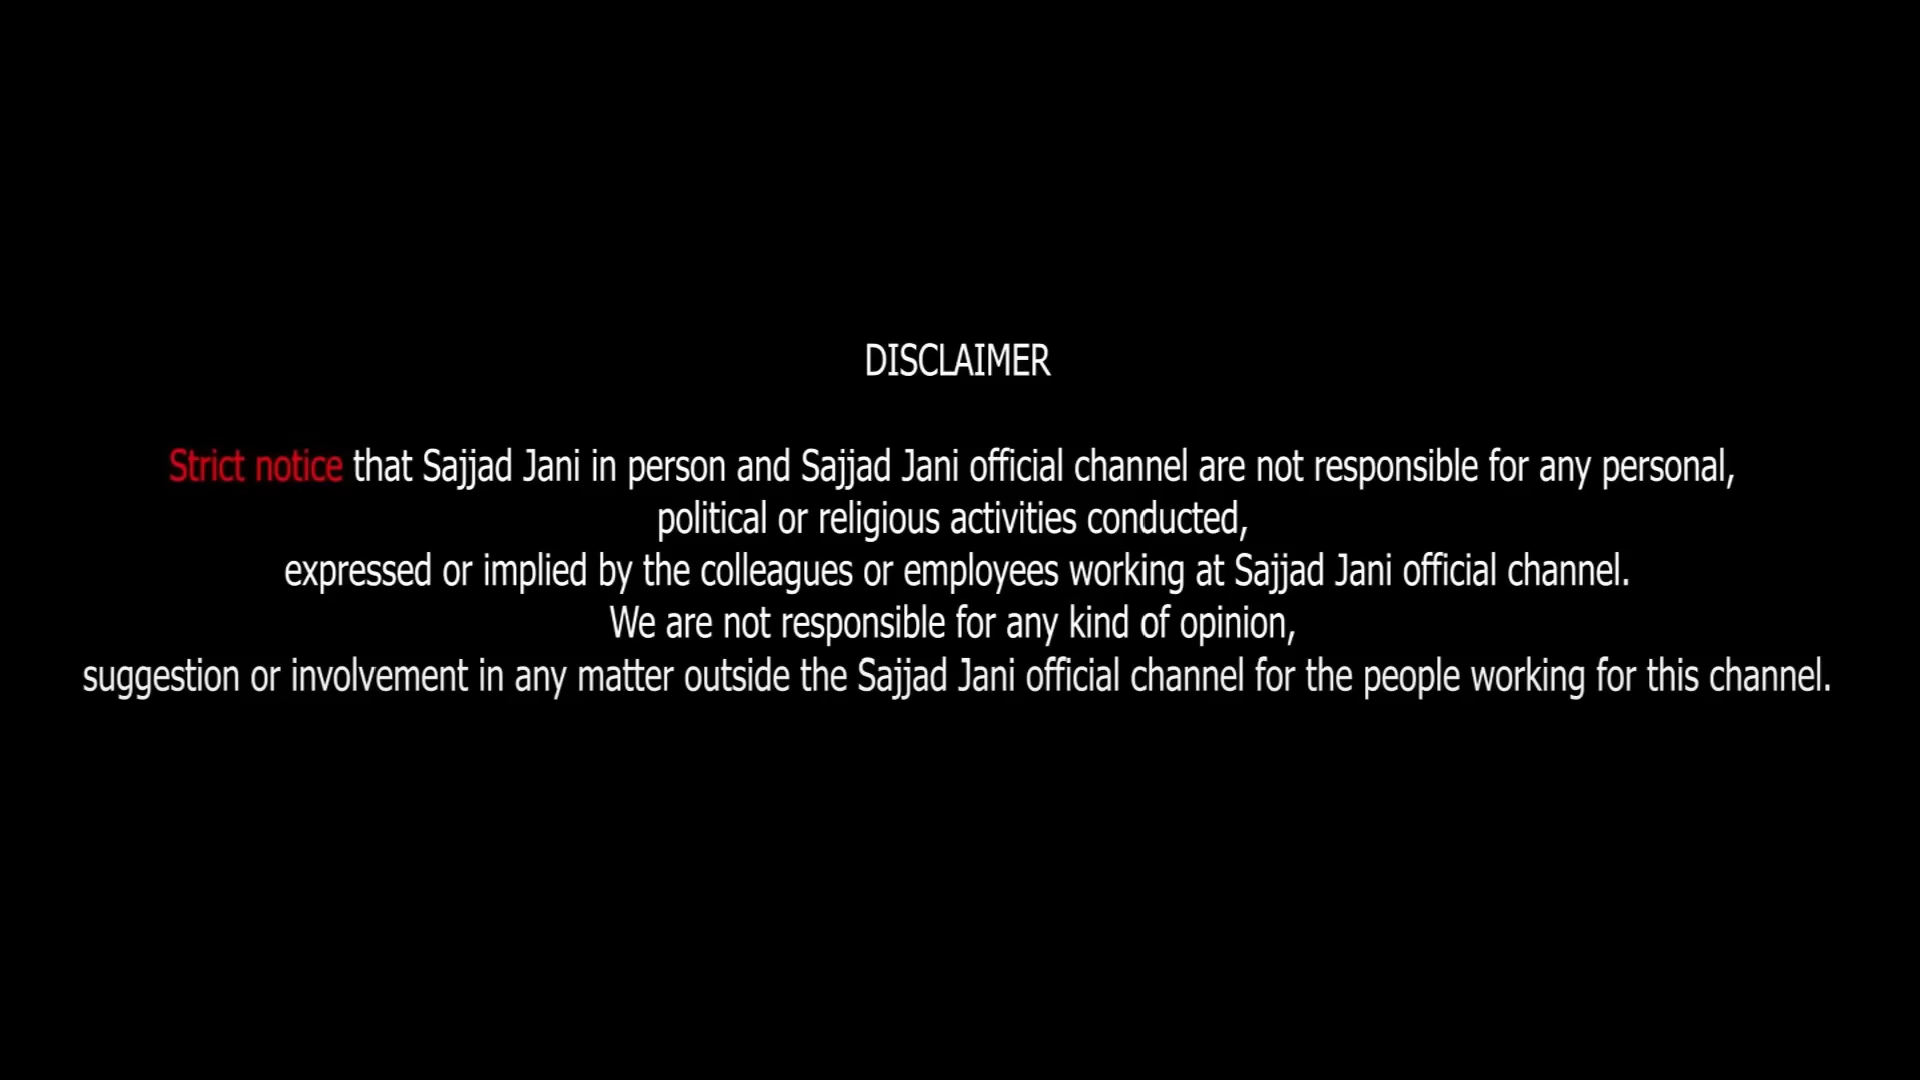 DISCLAIMER
Strict notice that Sajjad Jani in person and Sajjad Jani official channel are not responsible for any personal,
political or religious activities conducted,
expressed or implied by the colleagues or employees working at Sajjad Jani official channel.
We are not responsible for any kind of opinion,
suggestion or involvement in any matter outside the Sajjad Jani official channel for the people working for this channel.